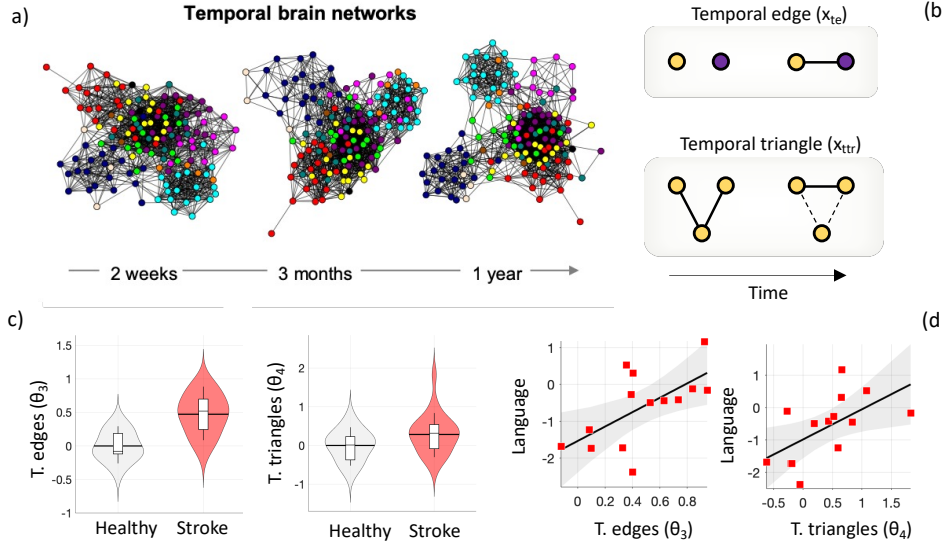 a)
Temporal brain networks
2 weeks
3 months
1 year
(b
Temporal edge (x_te)
Temporal triangle (x_ttr)
Time
c)
T. edges (θ₃)
1.5
1
0.5
0
-0.5
-1
Healthy
Stroke
T. triangles (θ₄)
2
1
0
-1
Healthy
Stroke
(d
Language
1
0
-1
-2
0
0.2
0.4
0.6
0.8
T. edges (θ₃)
Language
2
1
0
-1
-2
-0.5
0
0.5
1
1.5
T. triangles (θ₄)